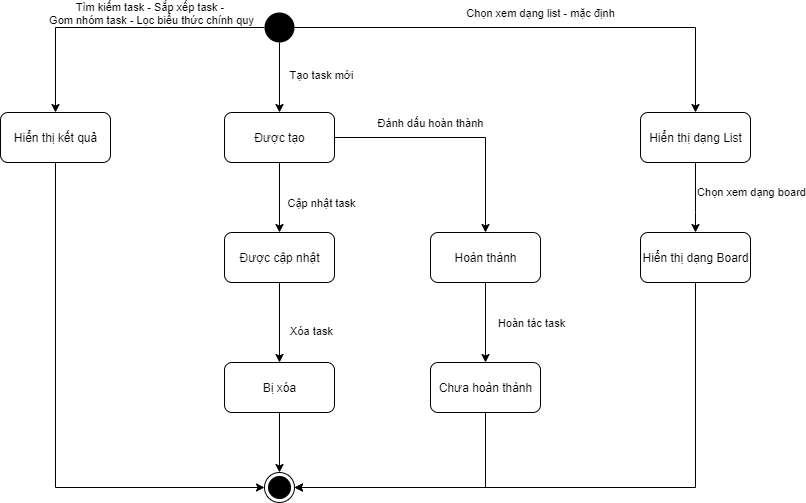 Tìm kiếm task - Sắp xếp task -
Gom nhóm task - Lọc biểu thức chính quy
Chọn xem dạng list - mặc định
Tạo task mới
Hiển thị kết quả
Được tạo
Đánh dấu hoàn thành
Hiển thị dạng List
Cập nhật task
Chọn xem dạng board
Được cập nhật
Hoàn thành
Hiển thị dạng Board
Xóa task
Hoàn tác task
Bị xóa
Chưa hoàn thành